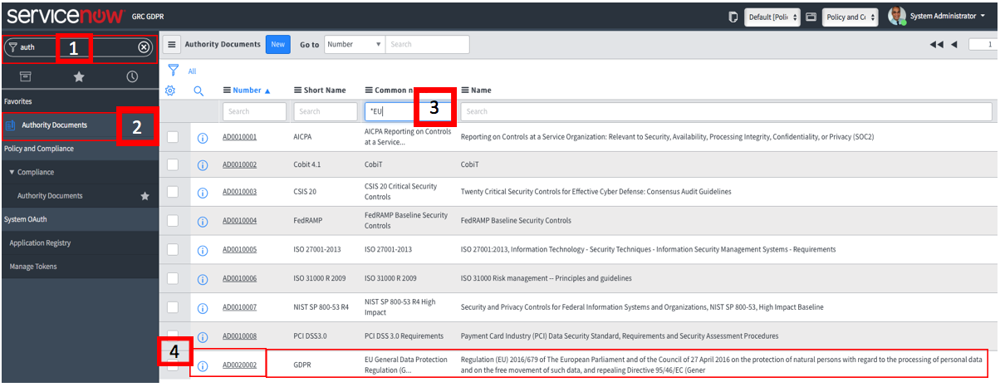 servicenow GRC GDPR
Default [Polic
Policy and Co
System Administrator
auth
1
Authority Documents
New
Go to
Number
Search
1
All
Favorites
Authority Documents
2
Policy and Compliance
Compliance
Authority Documents
System OAuth
Application Registry
Manage Tokens
Number Short Name Common n Name
Search Search *EU Search
3
AD0010001 AICPA AICPA Reporting on Controls Reporting on Controls at a Service Organization: Relevant to Security, Availability, Processing Integrity, Confidentiality, or Privacy (SOC2)
at a Service...
AD0010002 Cobit 4.1 CobiT CobiT
AD0010003 CSIS 20 CSIS 20 Critical Security Twenty Critical Security Controls for Effective Cyber Defense: Consensus Audit Guidelines
Controls
AD0010004 FedRAMP FedRAMP Baseline Security FedRAMP Baseline Security Controls
Controls
AD0010005 ISO 27001-2013 ISO 27001-2013 ISO 27001:2013, Information Technology - Security Techniques - Information Security Management Systems - Requirements
AD0010006 ISO 31000 R 2009 ISO 31000 R 2009 ISO 31000 Risk management -- Principles and guidelines
AD0010007 NIST SP 800-53 R4 NIST SP 800-53 R4 High Security and Privacy Controls for Federal Information Systems and Organizations, NIST SP 800-53, High Impact Baseline
Impact
AD0010008 PCI DSS3.0 PCI DSS 3.0 Requirements Payment Card Industry (PCI) Data Security Standard, Requirements and Security Assessment Procedures
4
AD0020002 GDPR EU General Data Protection Regulation (EU) 2016/679 of The European Parliament and of the Council of 27 April 2016 on the protection of natural persons with regard to the processing of personal data
Regulation (G... and on the free movement of such data, and repealing Directive 95/46/EC (Gener